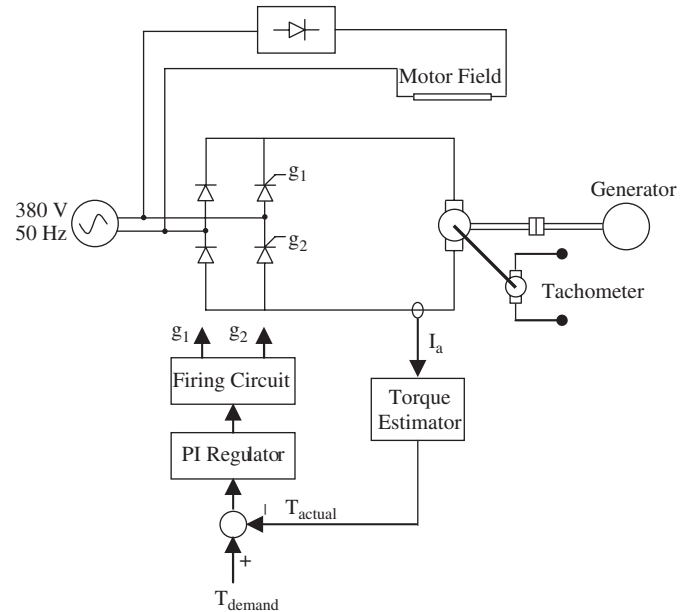 Motor Field
g1
Generator
380 V
50 Hz
g2
Tachometer
g1 g2
Ia
Firing Circuit
Torque
Estimator
PI Regulator
Tactual
+
Tdemand